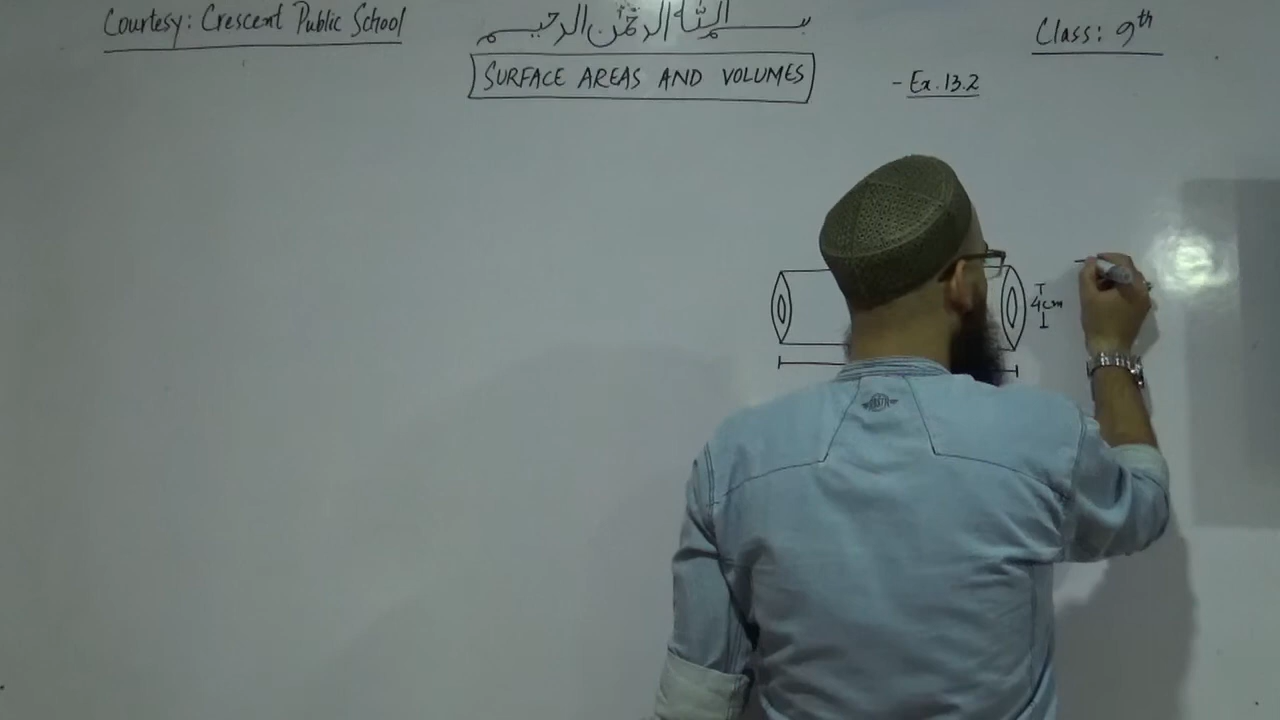 Courtesy: Crescent Public School
بسم الله الرحمن الرحيم
Class: 9th
SURFACE AREAS AND VOLUMES
- Ex. 13.2
4cm